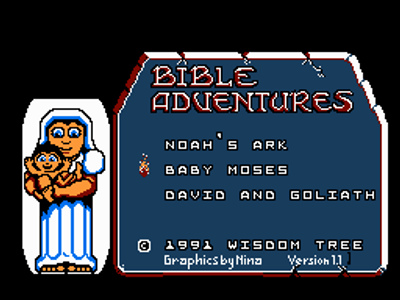 BIBLE
ADVENTURES
NOAH'S ARK
BABY MOSES
DAVID AND GOLIATH
© 1991 WISDOM TREE
Graphics by Nina Version 1.1